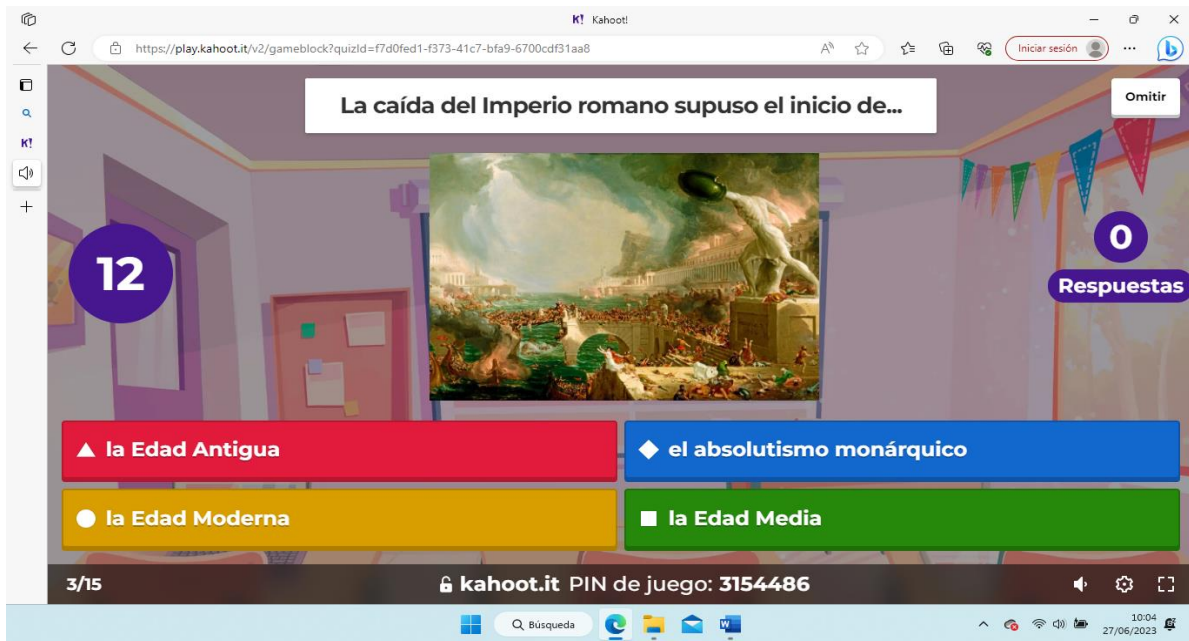 K! Kahoot!
https://play.kahoot.it/v2/gameblock?quizId=f7d0fed1-f373-41c7-bfa9-6700cdf31aa8
Iniciar sesión
K!
La caída del Imperio romano supuso el inicio de...
Omitir
12
0
Respuestas
la Edad Antigua
el absolutismo monárquico
la Edad Moderna
la Edad Media
3/15
kahoot.it PIN de juego: 3154486
Búsqueda
10:04
27/06/2023